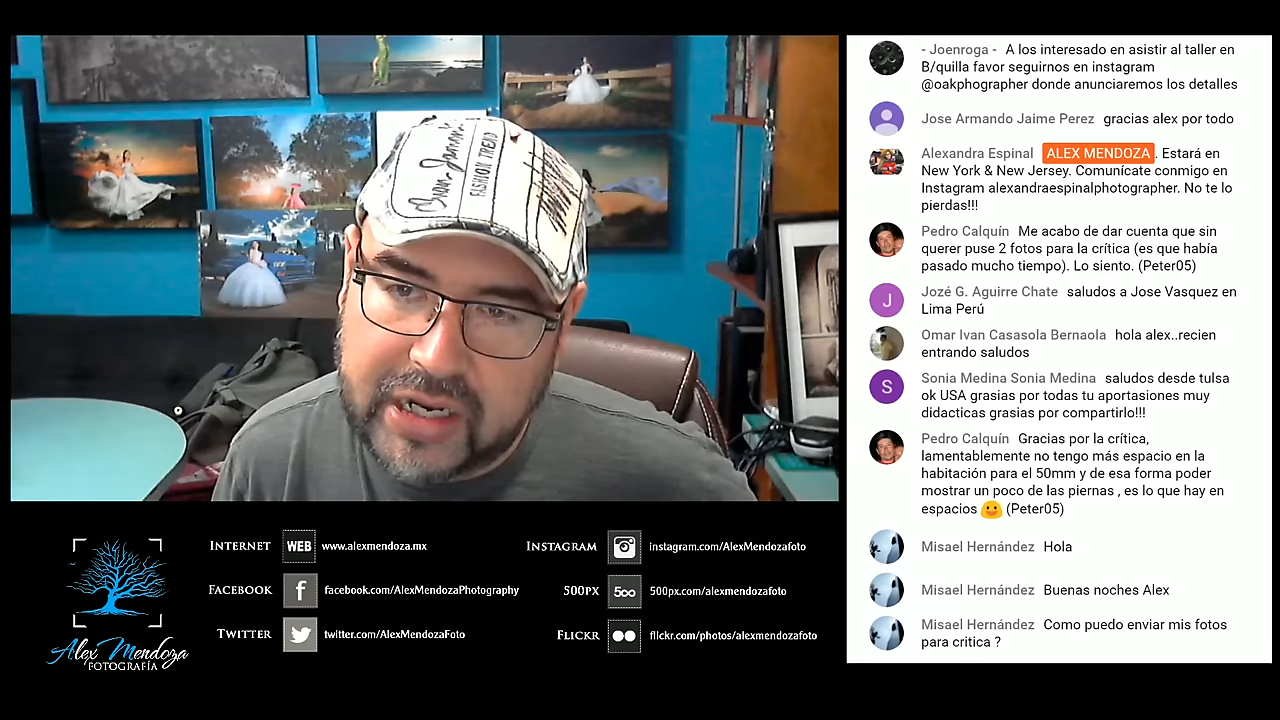 FASHION TREND
- Joenroga - A los interesado en asistir al taller en
B/quilla favor seguirnos en instagram
@oakphographer donde anunciaremos los detalles
Jose Armando Jaime Perez gracias alex por todo
Alexandra Espinal ALEX MENDOZA. Estará en
New York & New Jersey. Comunícate conmigo en
Instagram alexandraespinalphotographer. No te lo
pierdas!!!
Pedro Calquín Me acabo de dar cuenta que sin
querer puse 2 fotos para la crítica (es que había
pasado mucho tiempo). Lo siento. (Peter05)
J
Jozé G. Aguirre Chate saludos a Jose Vasquez en
Lima Perú
Omar Ivan Casasola Bernaola hola alex..recien
entrando saludos
S
Sonia Medina Sonia Medina saludos desde tulsa
ok USA grasias por todas tu aportasiones muy
didacticas grasias por compartirlo!!!
Pedro Calquín Gracias por la crítica,
lamentablemente no tengo más espacio en la
habitación para el 50mm y de esa forma poder
mostrar un poco de las piernas , es lo que hay en
espacios (Peter05)
Misael Hernández Hola
Misael Hernández Buenas noches Alex
Misael Hernández Como puedo enviar mis fotos
para critica ?
Alex Mendoza
FOTOGRAFÍA
INTERNET WEB www.alexmendoza.mx
FACEBOOK f facebook.com/AlexMendozaPhotography
TWITTER twitter.com/AlexMendozaFoto
INSTAGRAM instagram.com/AlexMendozafoto
500PX 500 500px.com/alexmendozafoto
FLICKR flickr.com/photos/alexmendozafoto